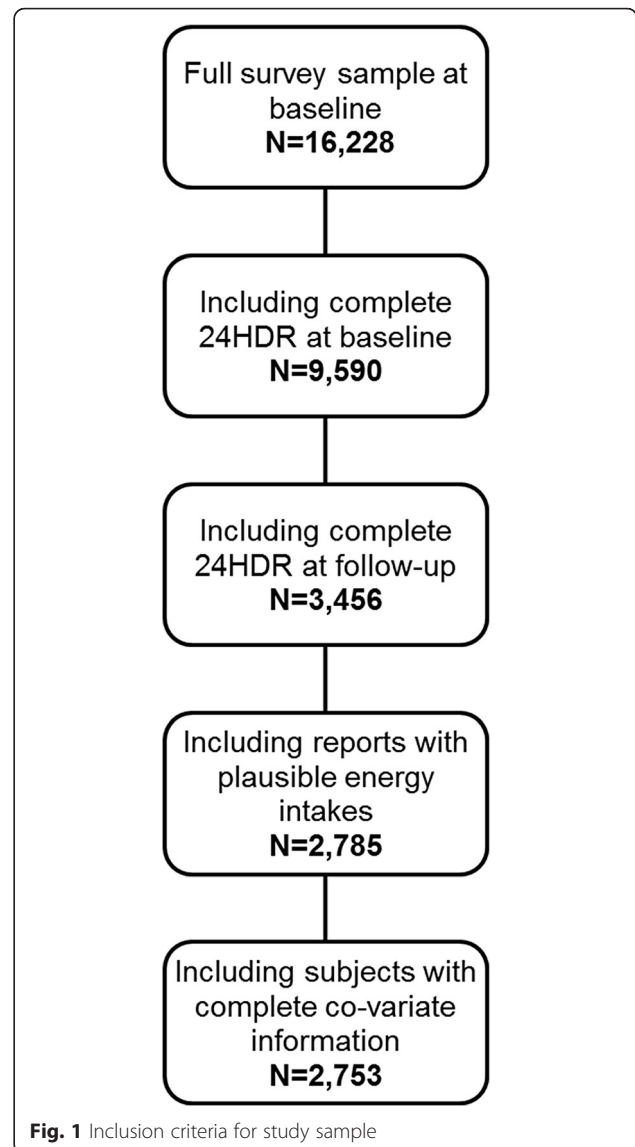 Full survey sample at
baseline
N=16,228
Including complete
24HDR at baseline
N=9,590
Including complete
24HDR at follow-up
N=3,456
Including reports with
plausible energy
intakes
N=2,785
Including subjects with
complete co-variate
information
N=2,753
Fig. 1 Inclusion criteria for study sample